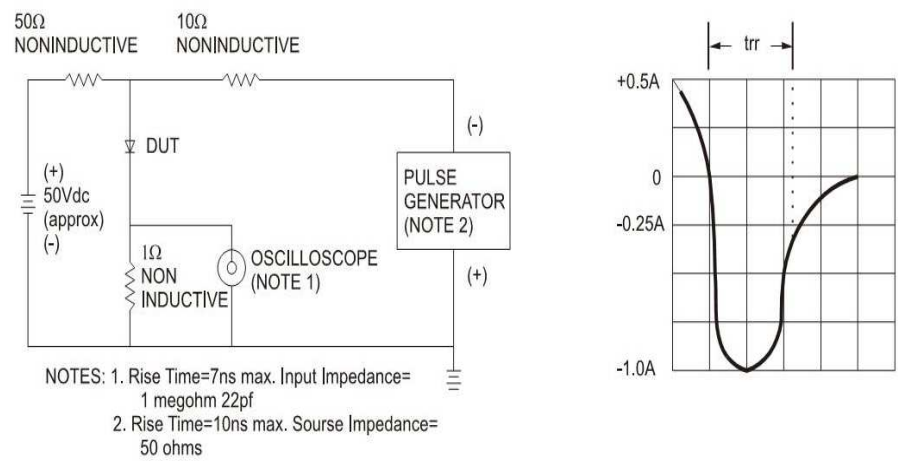 50Ω
NONINDUCTIVE
10Ω
NONINDUCTIVE
DUT
(+)
50Vdc
(approx)
(-)
1Ω
NON
INDUCTIVE
OSCILLOSCOPE
(NOTE 1)
(-)
PULSE
GENERATOR
(NOTE 2)
(+)
NOTES: 1. Rise Time=7ns max. Input Impedance=
1 megohm 22pf
2. Rise Time=10ns max. Sourse Impedance=
50 ohms
trr
+0.5A
0
-0.25A
-1.0A